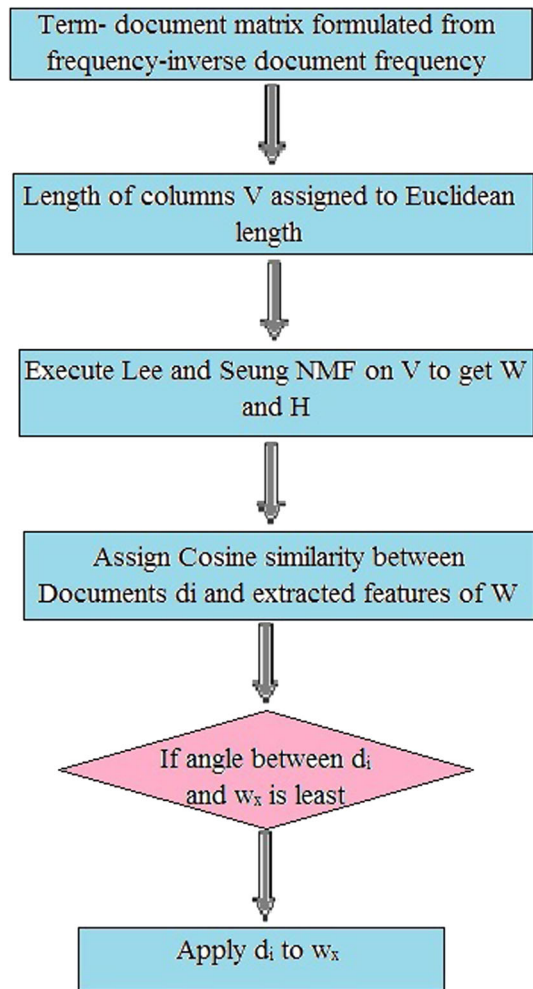 Term- document matrix formulated from
frequency-inverse document frequency
Length of columns V assigned to Euclidean
length
Execute Lee and Seung NMF on V to get W
and H
Assign Cosine similarity between
Documents di and extracted features of W
If angle between dᵢ
and wₓ is least
Apply dᵢ to wₓ